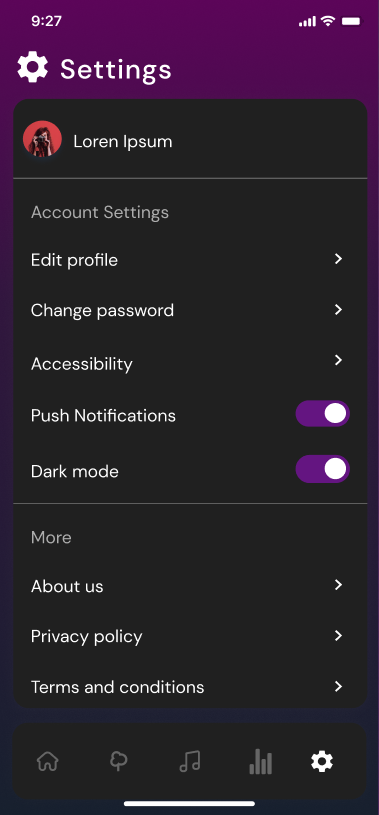 9:27
Settings
Loren Ipsum
Account Settings
Edit profile
Change password
Accessibility
Push Notifications
Dark mode
More
About us
Privacy policy
Terms and conditions